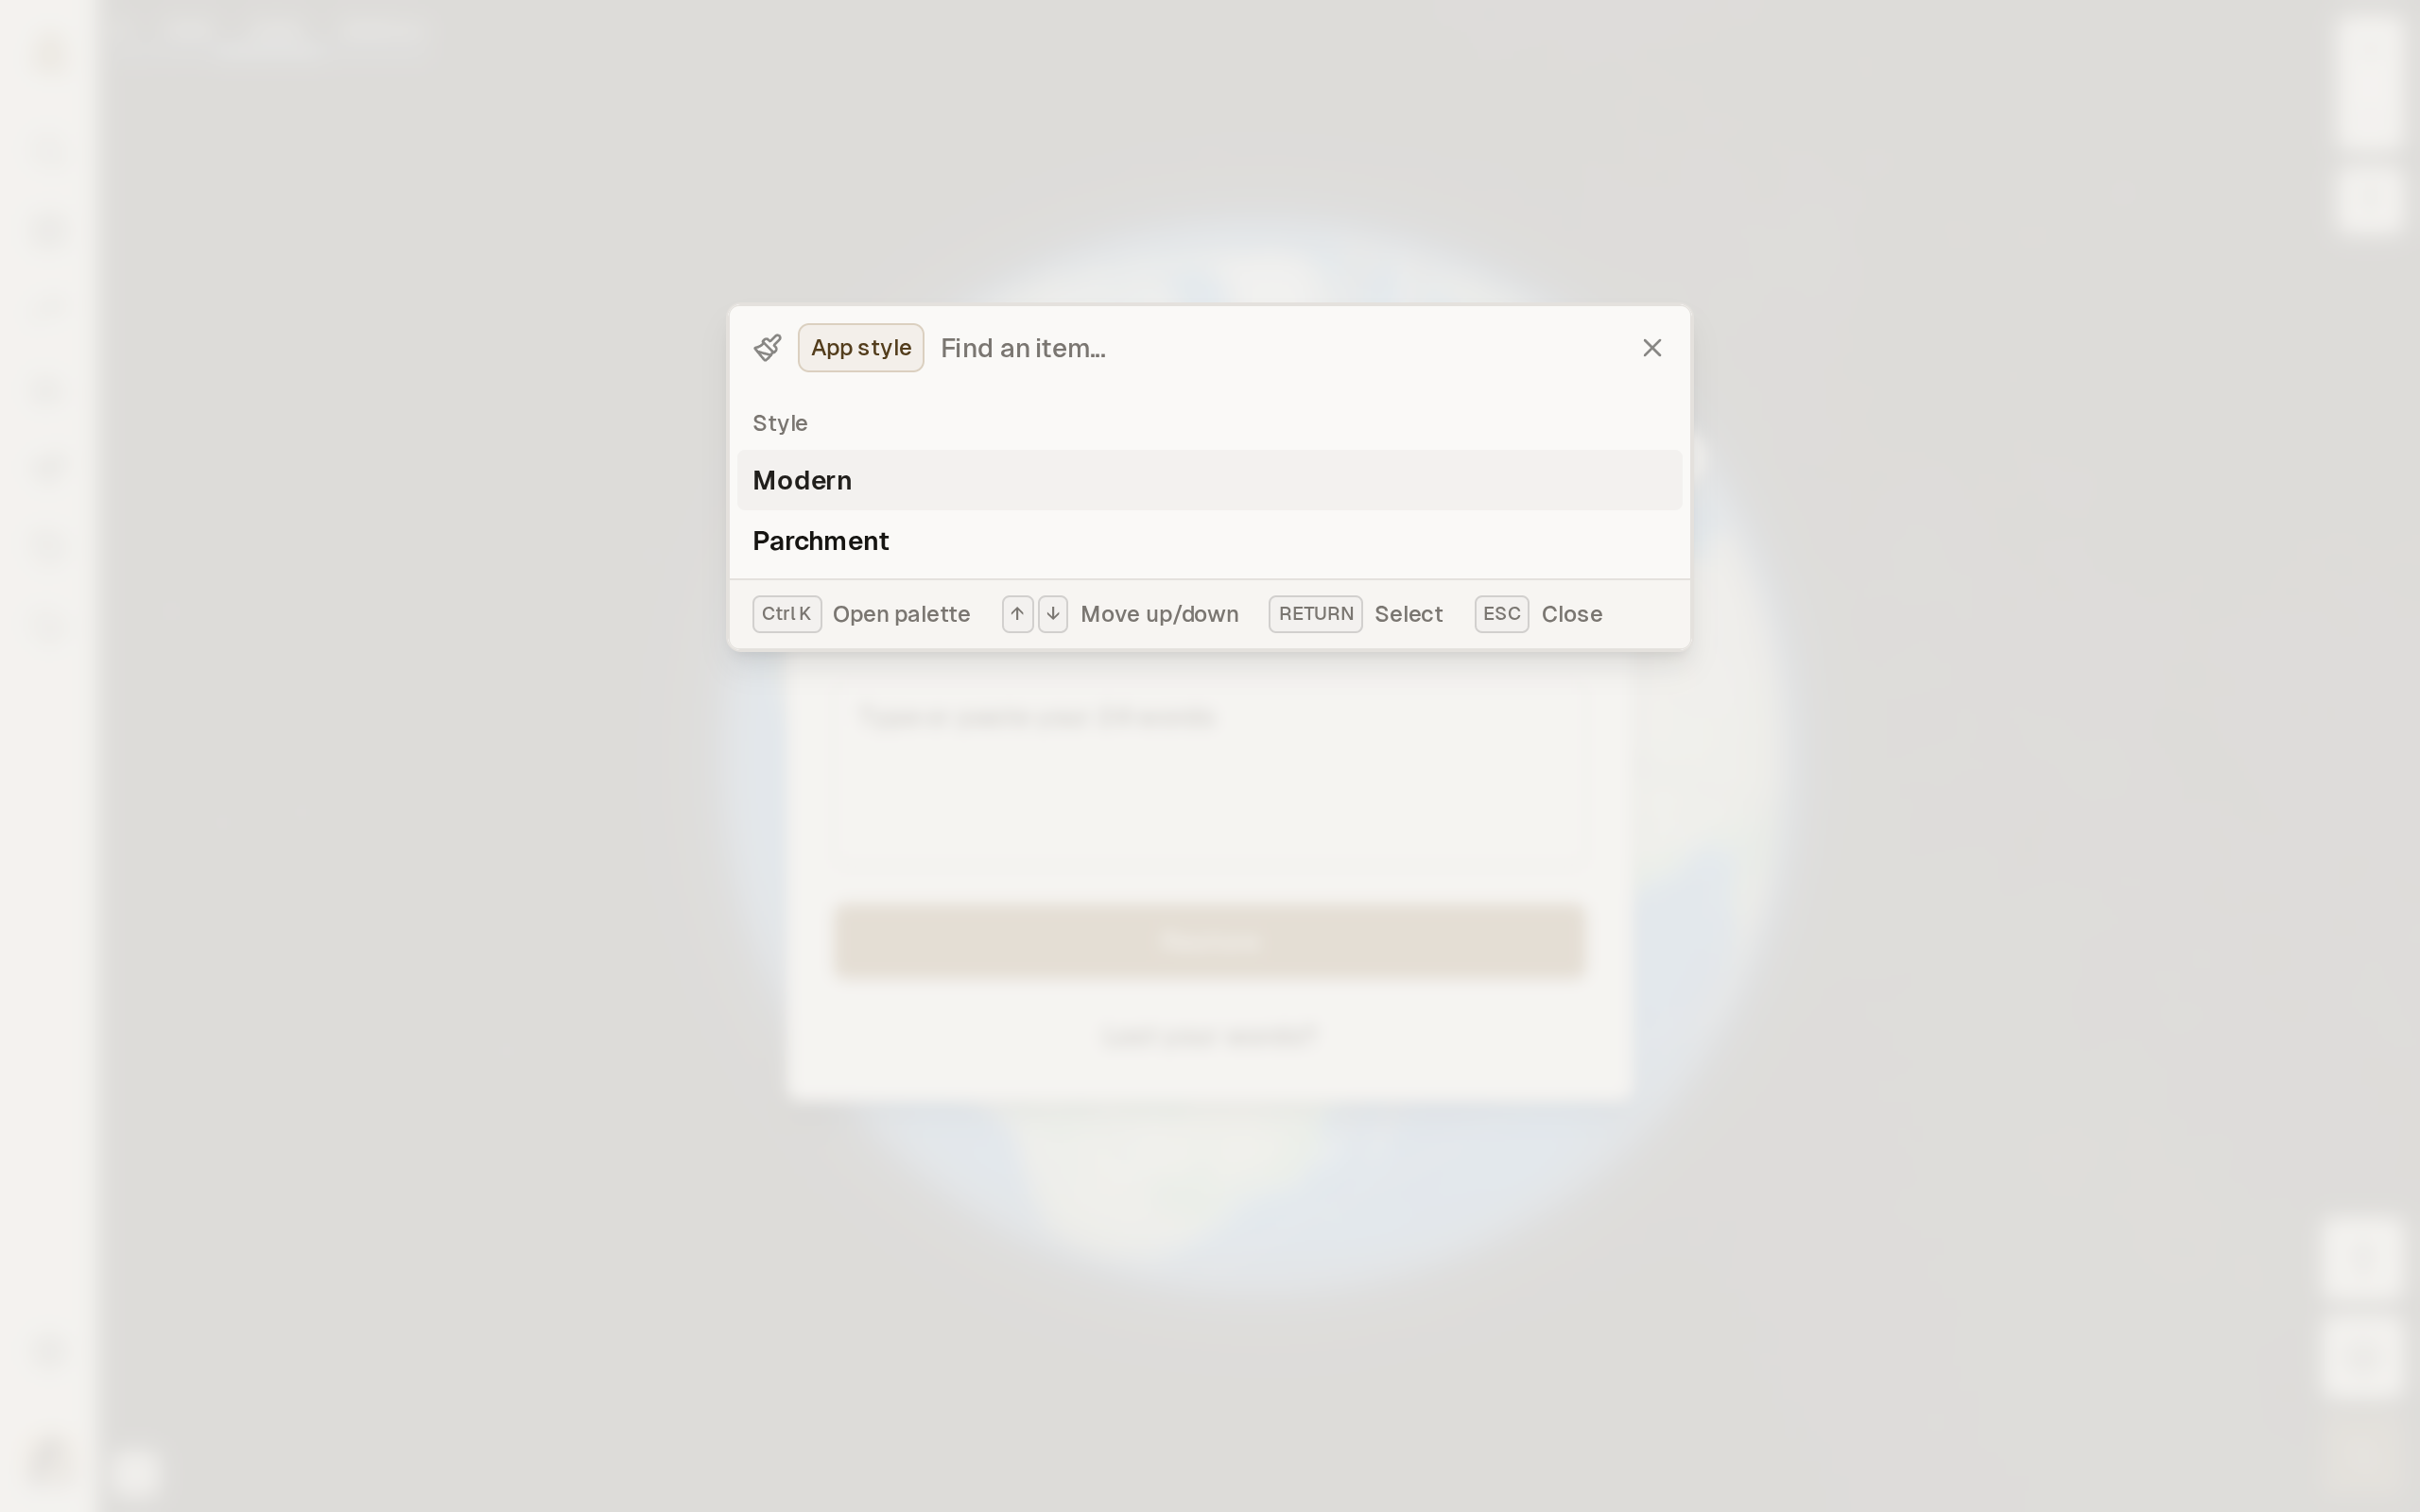 App style Find an item...
Style
Modern
Parchment
Ctrl K Open palette ↑ ↓ Move up/down RETURN Select ESC Close